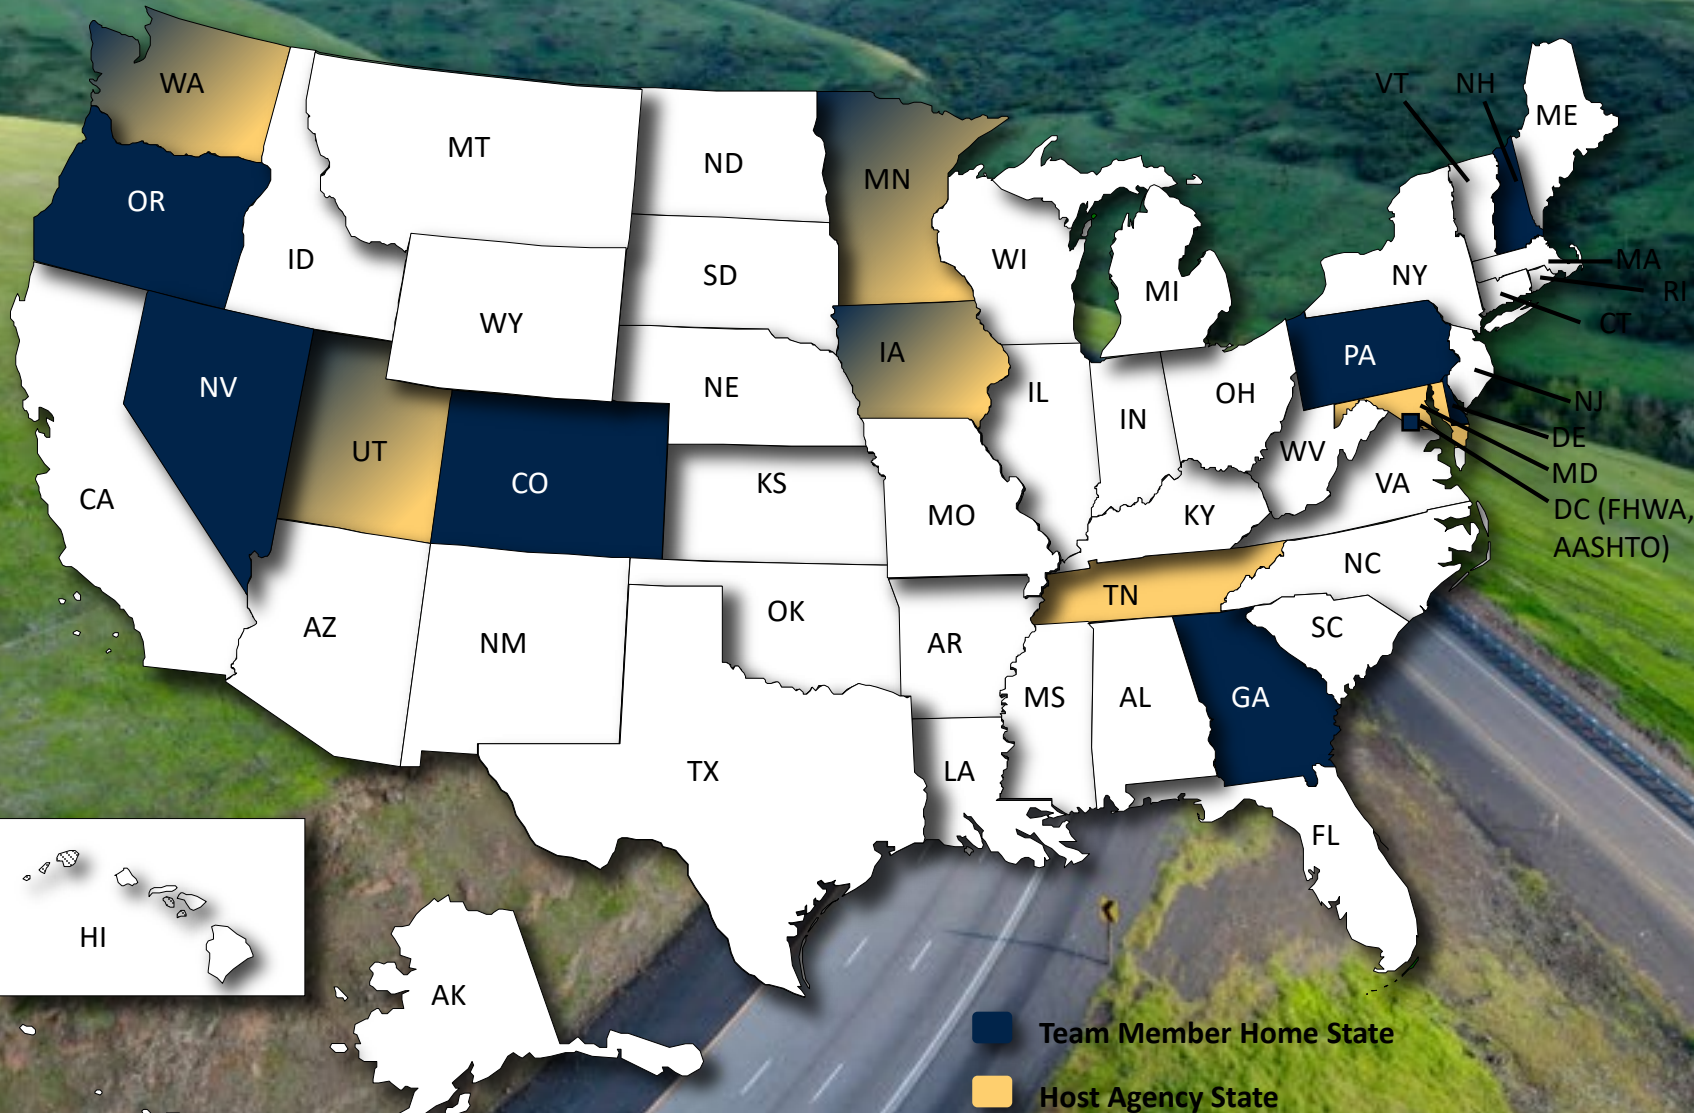 WA
MT
ND
MN
VT
NH
ME
OR
ID
SD
WI
MI
NY
MA
RI
CT
WY
NV
UT
CO
NE
IA
IL
IN
OH
PA
NJ
DE
MD
DC (FHWA,
AASHTO)
CA
KS
MO
KY
WV
VA
AZ
NM
OK
AR
TN
NC
SC
MS
AL
GA
TX
LA
FL
HI
AK
Team Member Home State
Host Agency State